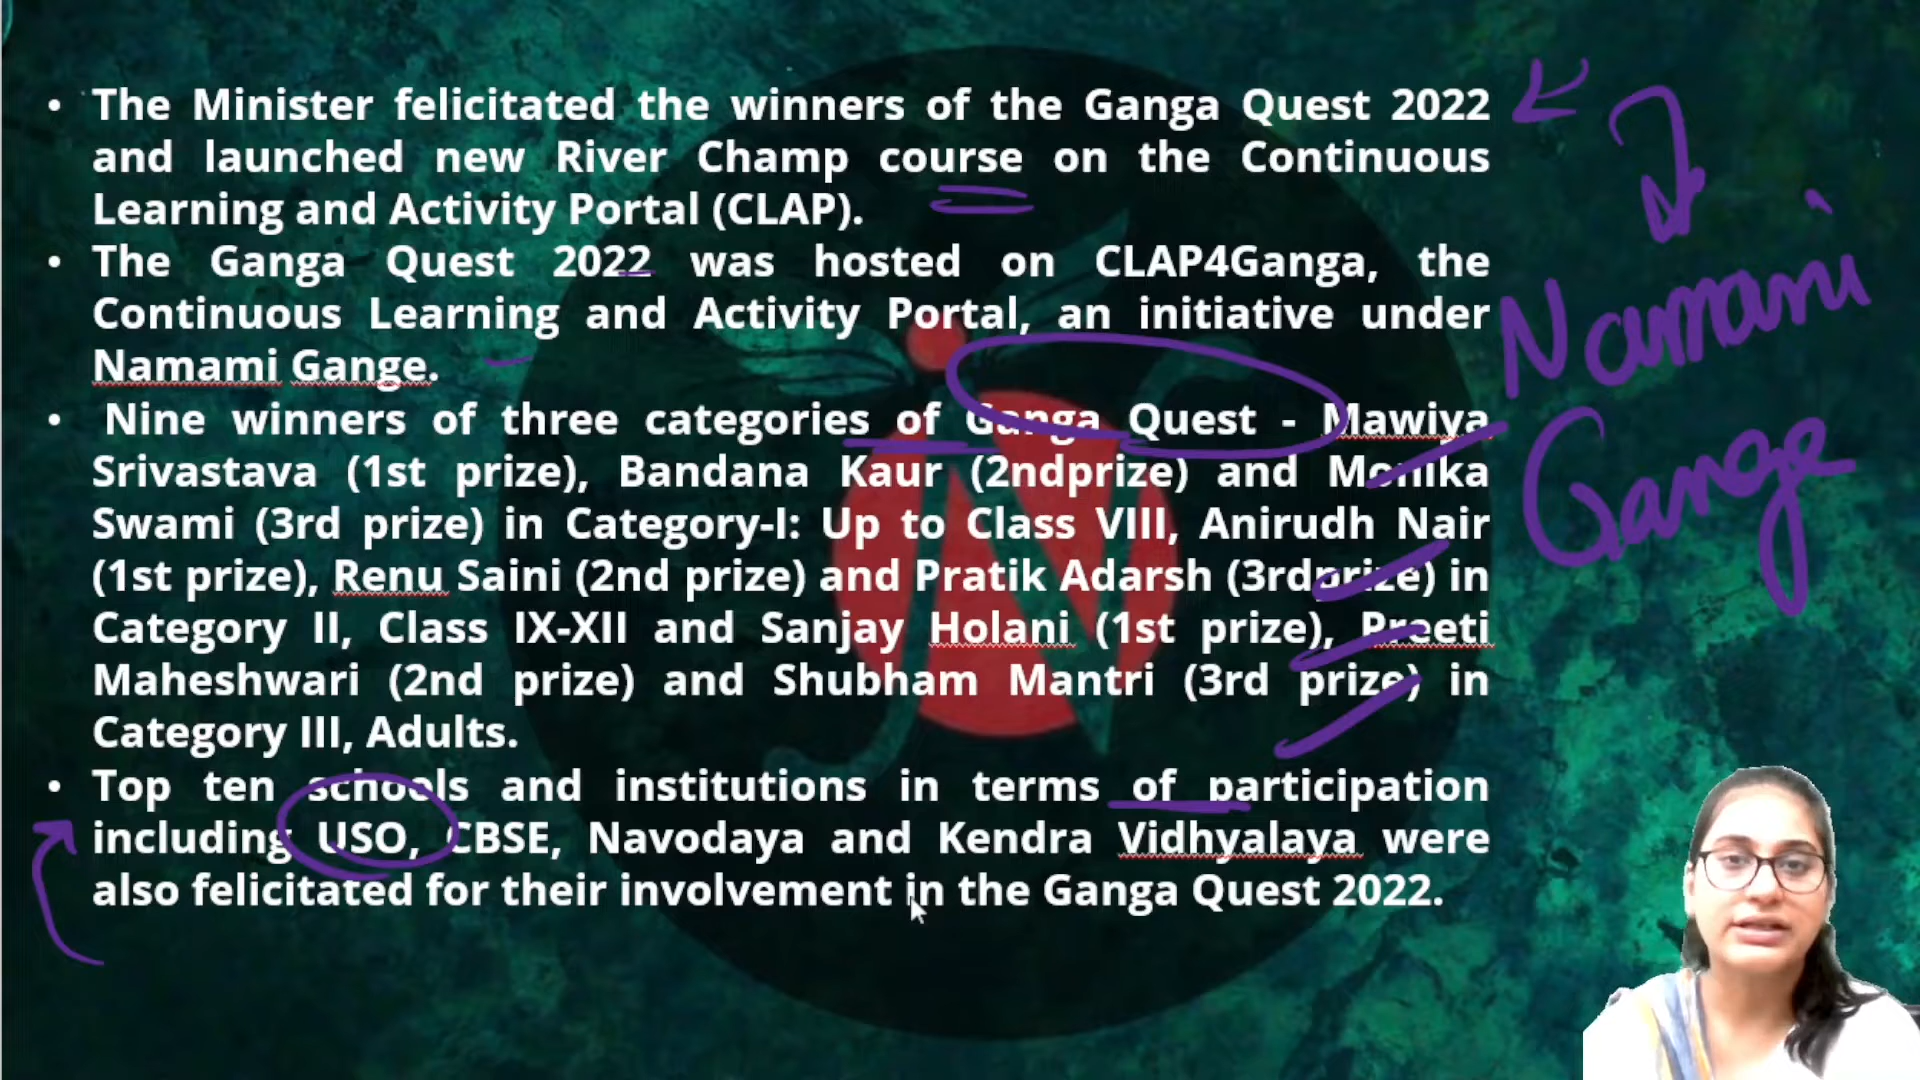 • The Minister felicitated the winners of the Ganga Quest 2022
and launched new River Champ course on the Continuous
Learning and Activity Portal (CLAP).
• The Ganga Quest 2022 was hosted on CLAP4Ganga, the
Continuous Learning and Activity Portal, an initiative under
Namami Gange.
• Nine winners of three categories of Ganga Quest - Mawiya
Srivastava (1st prize), Bandana Kaur (2ndprize) and Monika
Swami (3rd prize) in Category-I: Up to Class VIII, Anirudh Nair
(1st prize), Renu Saini (2nd prize) and Pratik Adarsh (3rdprize) in
Category II, Class IX-XII and Sanjay Holani (1st prize), Preeti
Maheshwari (2nd prize) and Shubham Mantri (3rd prize) in
Category III, Adults.
• Top ten schools and institutions in terms of participation
including USO, CBSE, Navodaya and Kendra Vidhyalaya were
also felicitated for their involvement in the Ganga Quest 2022.
Namami
Gange